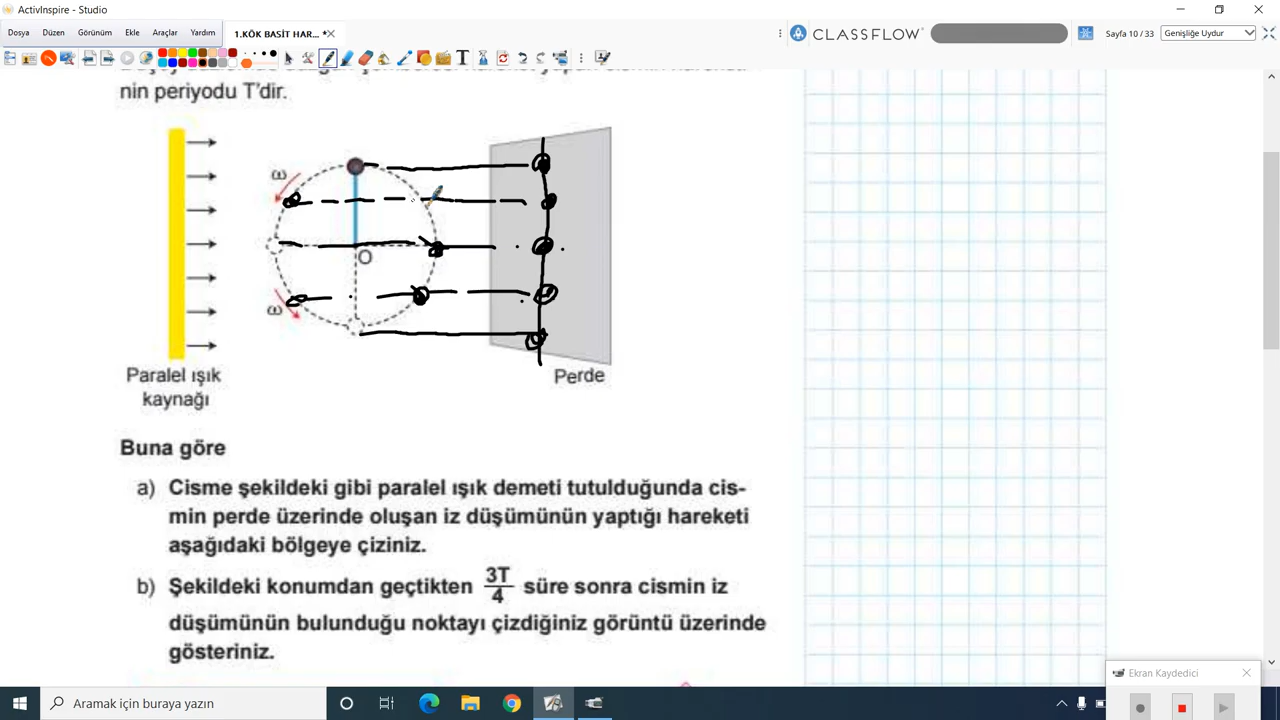 ActivInspire - Studio
Dosya Düzen Görünüm Ekle Araçlar Yardım
1.KÖK BASİT HAR...
CLASSFLOW
Sayfa 10 / 33
Genişliğe Uydur
nin periyodu T'dir.
ω
O
ω
Paralel ışık
kaynağı
Perde
Buna göre
a) Cisme şekildeki gibi paralel ışık demeti tutulduğunda cis-
min perde üzerinde oluşan iz düşümünün yaptığı hareketi
aşağıdaki bölgeye çiziniz.
b) Şekildeki konumdan geçtikten 3T/4 süre sonra cismin iz
düşümünün bulunduğu noktayı çizdiğiniz görüntü üzerinde
gösteriniz.
Ekran Kaydedici
Aramak için buraya yazın